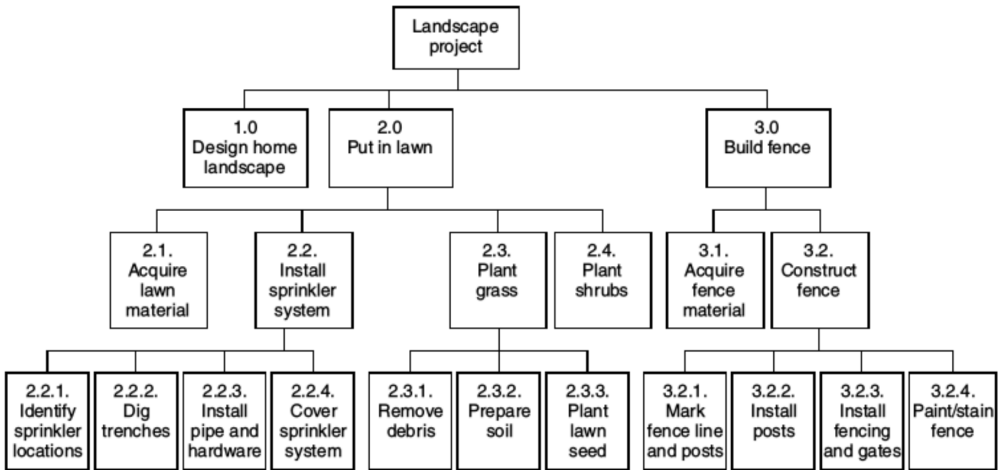 Landscape
project
1.0
Design home
landscape
2.0
Put in lawn
3.0
Build fence
2.1.
Acquire
lawn
material
2.2.
Install
sprinkler
system
2.3.
Plant
grass
2.4.
Plant
shrubs
3.1.
Acquire
fence
material
3.2.
Construct
fence
2.2.1.
Identify
sprinkler
locations
2.2.2.
Dig
trenches
2.2.3.
Install
pipe and
hardware
2.2.4.
Cover
sprinkler
system
2.3.1.
Remove
debris
2.3.2.
Prepare
soil
2.3.3.
Plant
lawn
seed
3.2.1.
Mark
fence line
and posts
3.2.2.
Install
posts
3.2.3.
Install
fencing
and gates
3.2.4.
Paint/stain
fence